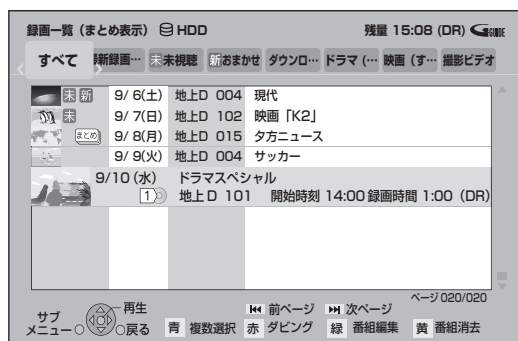 録画一覧（まとめ表示） HDD 残量 15:08 (DR) GGUIDE
すべて 新録画… 未 未視聴 新 おまかせ ダウンロ… ドラマ（… 映画（す… 撮影ビデオ
未 新 9/ 6(土) 地上D 004 現代
未 9/ 7(日) 地上D 102 映画「K2」
まとめ 9/ 8(月) 地上D 015 夕方ニュース
9/ 9(火) 地上D 004 サッカー
9/10 (水) ドラマスペシャル
1 地上D 101 開始時刻 14:00 録画時間 1:00 (DR)
ページ 020/020
サブメニュー 再生 戻る 前ページ 次ページ
青 複数選択 赤 ダビング 緑 番組編集 黄 番組消去